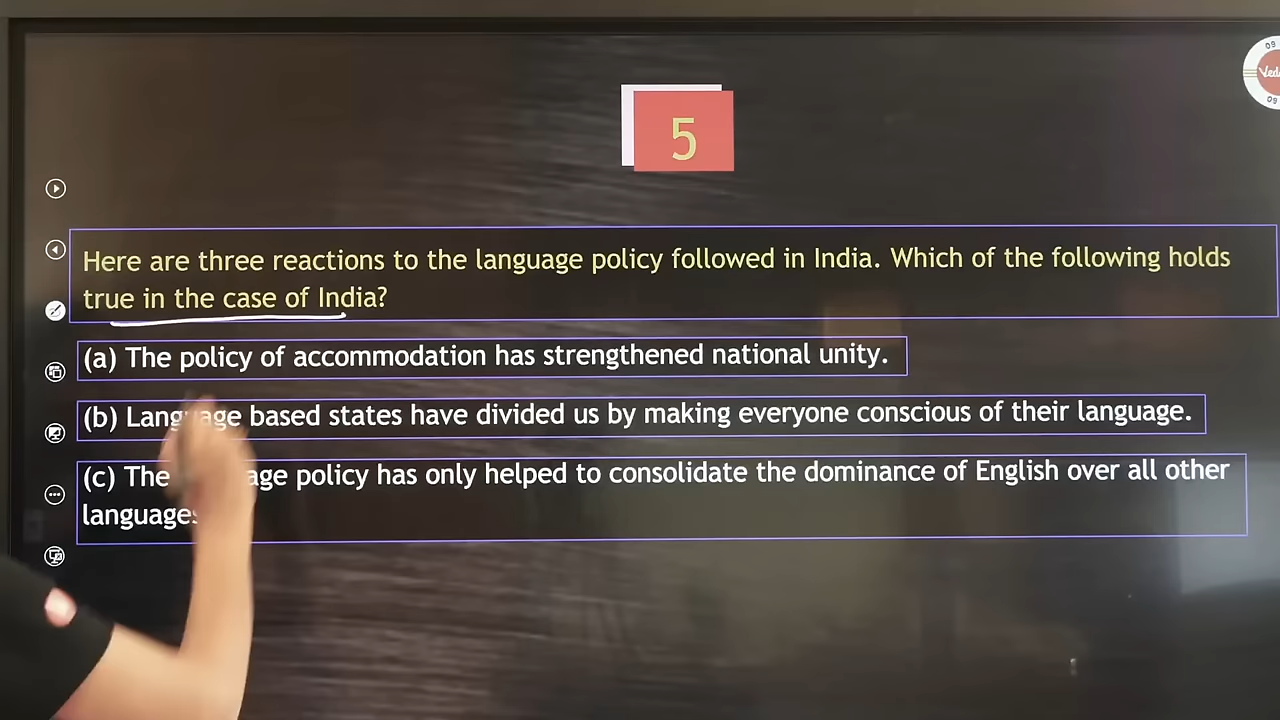 5
Here are three reactions to the language policy followed in India. Which of the following holds
true in the case of India?
(a) The policy of accommodation has strengthened national unity.
(b) Language based states have divided us by making everyone conscious of their language.
(c) The policy has only helped to consolidate the dominance of English over all other
languages